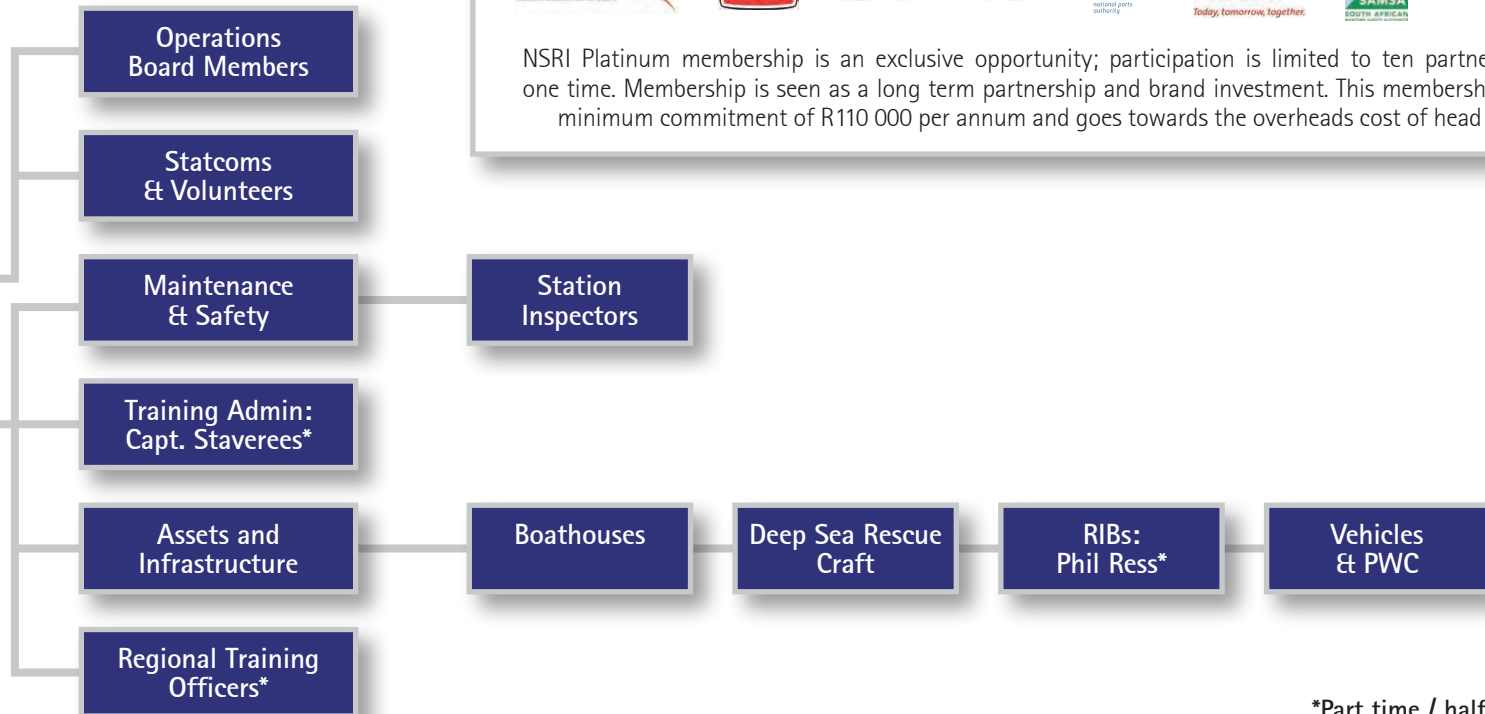 national ports
authority
Today, tomorrow, together.
SAMSA
SOUTH AFRICAN
NSRI Platinum membership is an exclusive opportunity; participation is limited to ten partne
one time. Membership is seen as a long term partnership and brand investment. This membersh
minimum commitment of R110 000 per annum and goes towards the overheads cost of head
Operations
Board Members
Statcoms
& Volunteers
Maintenance
& Safety
Station
Inspectors
Training Admin:
Capt. Staverees*
Assets and
Infrastructure
Boathouses
Deep Sea Rescue
Craft
RIBs:
Phil Ress*
Vehicles
& PWC
Regional Training
Officers*
*Part time / half